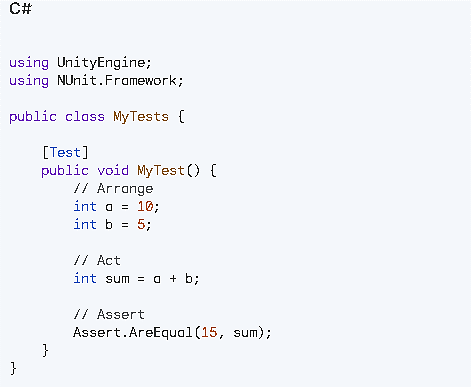 C#
using UnityEngine;
using NUnit.Framework;
public class MyTests {
[Test]
public void MyTest() {
// Arrange
int a = 10;
int b = 5;
// Act
int sum = a + b;
// Assert
Assert.AreEqual(15, sum);
}
}